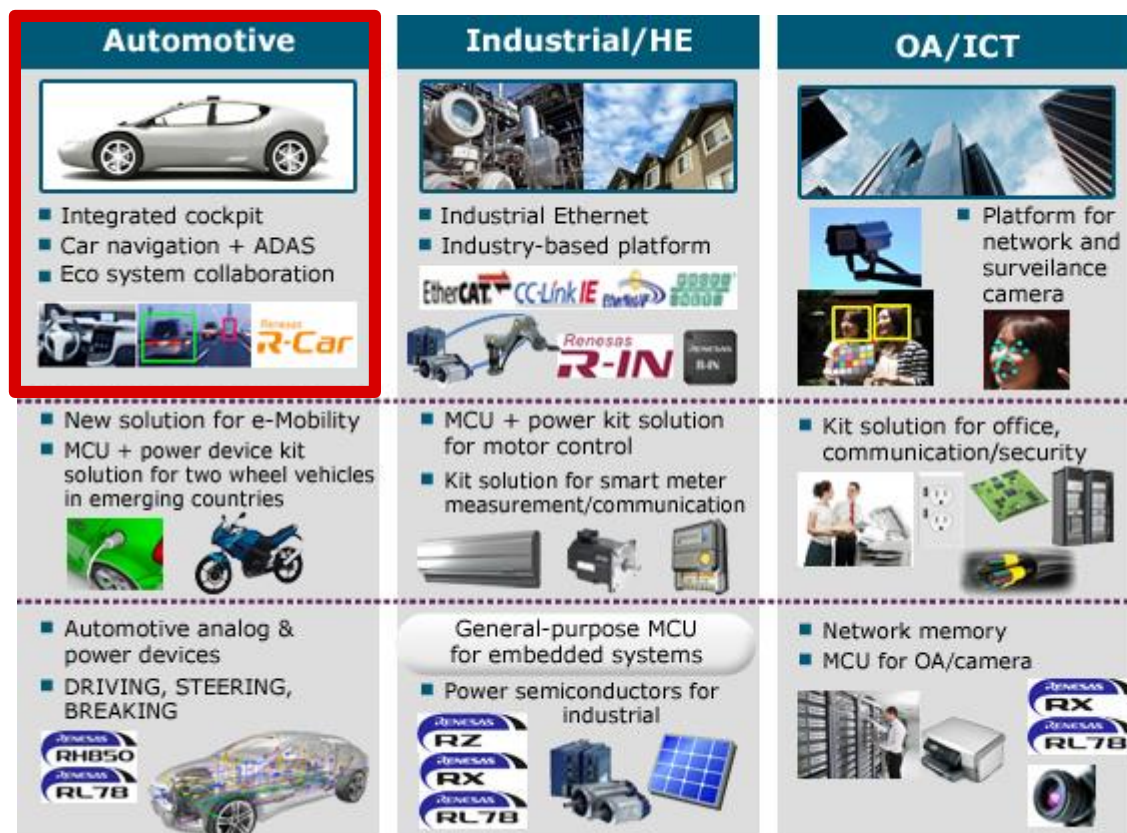 Automotive
Integrated cockpit
Car navigation + ADAS
Eco system collaboration
Renesas
R-Car
New solution for e-Mobility
MCU + power device kit
solution for two wheel vehicles
in emerging countries
Automotive analog &
power devices
DRIVING, STEERING,
BREAKING
RENESAS
RH850
RENESAS
RL78
Industrial/HE
Industrial Ethernet
Industry-based platform
EtherCAT
CC-Link IE
EtherNet/IP
Renesas
R-IN
RENESAS
R-IN
MCU + power kit solution
for motor control
Kit solution for smart meter
measurement/communication
General-purpose MCU
for embedded systems
Power semiconductors for
industrial
RENESAS
RZ
RENESAS
RX
RENESAS
RL78
OA/ICT
Platform for
network and
surveilance
camera
Kit solution for office,
communication/security
Network memory
MCU for OA/camera
RENESAS
RX
RENESAS
RL78